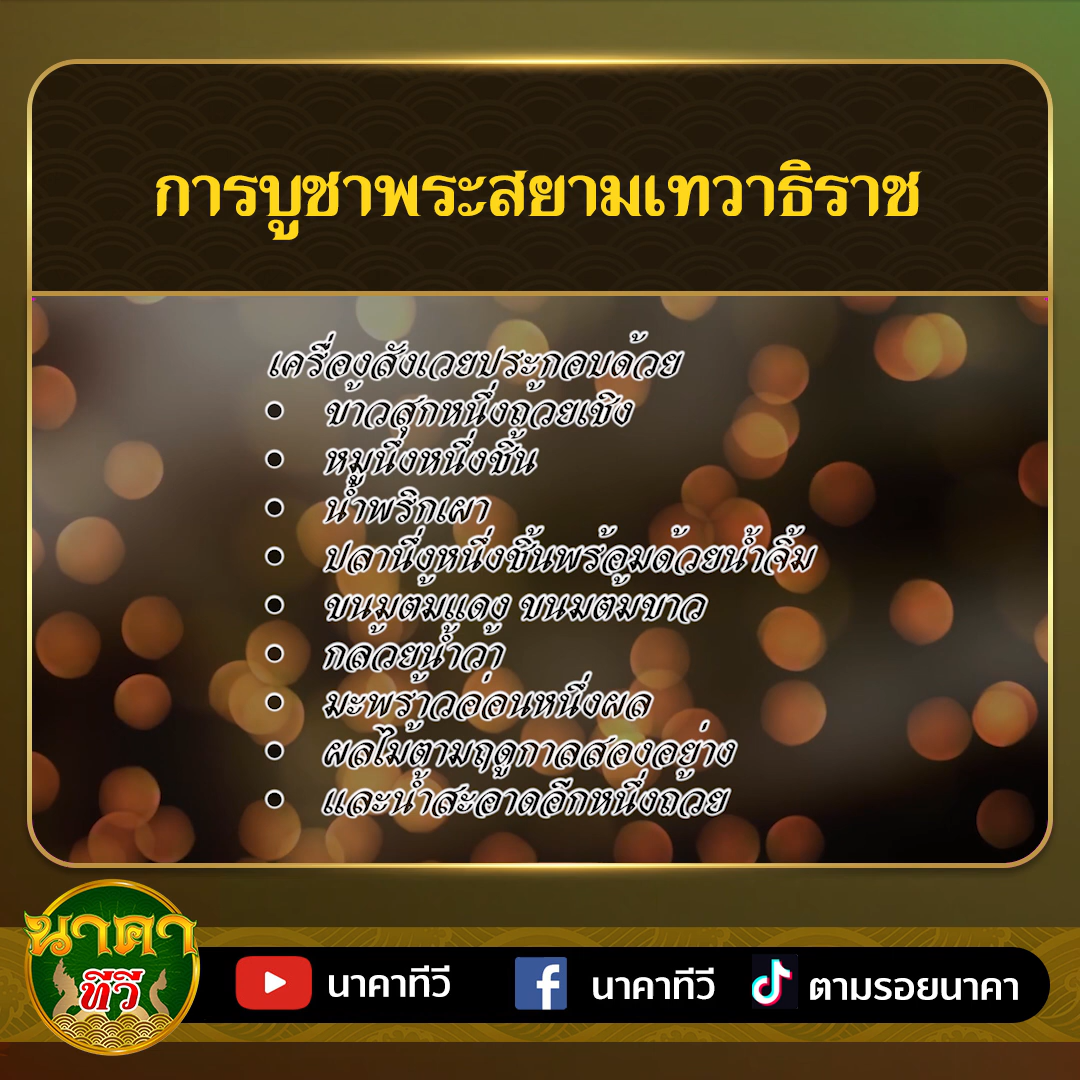 การบูชาพระสยามเทวาธิราช
เครื่องสังเวยประกอบด้วย
• ข้าวสุกหนึ่งถ้วยเชิง
• หมูนึ่งหนึ่งชิ้น
• น้ำพริกเผา
• ปลานึ่งหนึ่งชิ้นพร้อมด้วยน้ำจิ้ม
• ขนมต้มแดง ขนมต้มขาว
• กล้วยน้ำว้า
• มะพร้าวอ่อนหนึ่งผล
• ผลไม้ตามฤดูกาลสองอย่าง
• และน้ำสะอาดอีกหนึ่งถ้วย
นาคา
ทีวี
นาคาทีวี นาคาทีวี ตามรอยนาคา